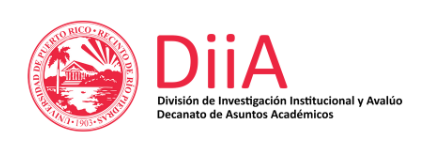 UNIVERSIDAD DE PUERTO RICO • RECINTO DE RÍO PIEDRAS
• 1903 •
DiiA
División de Investigación Institucional y Avalúo
Decanato de Asuntos Académicos